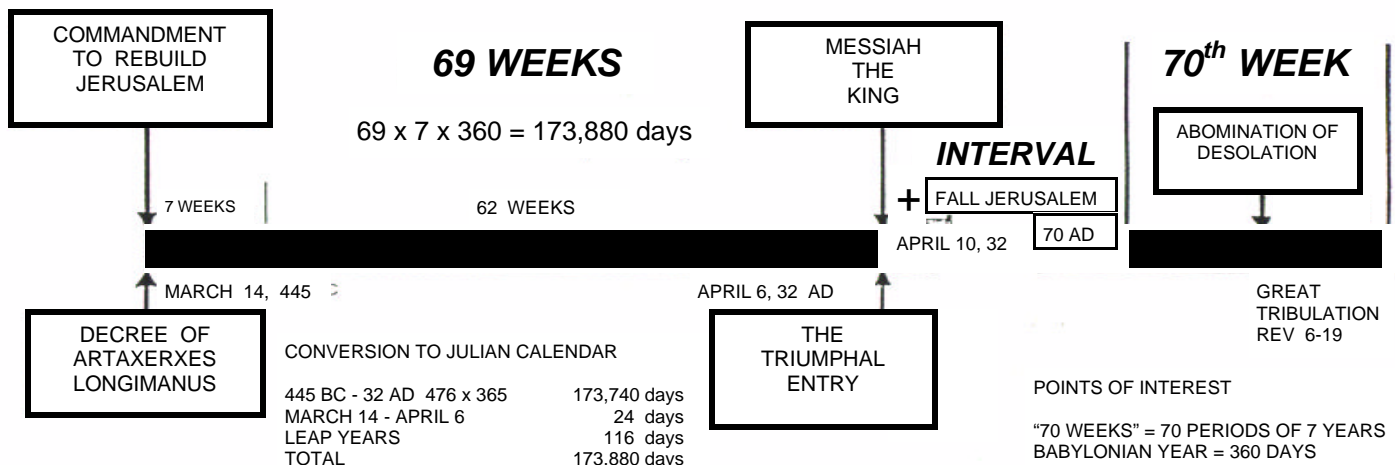 COMMANDMENT
TO REBUILD
JERUSALEM
69 WEEKS
69 x 7 x 360 = 173,880 days
MESSIAH
THE
KING
70th WEEK
ABOMINATION OF
DESOLATION
INTERVAL
+ FALL JERUSALEM
70 AD
7 WEEKS
62 WEEKS
APRIL 10, 32
MARCH 14, 445
APRIL 6, 32 AD
DECREE OF
ARTAXERXES
LONGIMANUS
THE
TRIUMPHAL
ENTRY
GREAT
TRIBULATION
REV 6-19
CONVERSION TO JULIAN CALENDAR
445 BC - 32 AD 476 x 365 173,740 days
MARCH 14 - APRIL 6 24 days
LEAP YEARS 116 days
TOTAL 173,880 days
POINTS OF INTEREST
“70 WEEKS” = 70 PERIODS OF 7 YEARS
BABYLONIAN YEAR = 360 DAYS